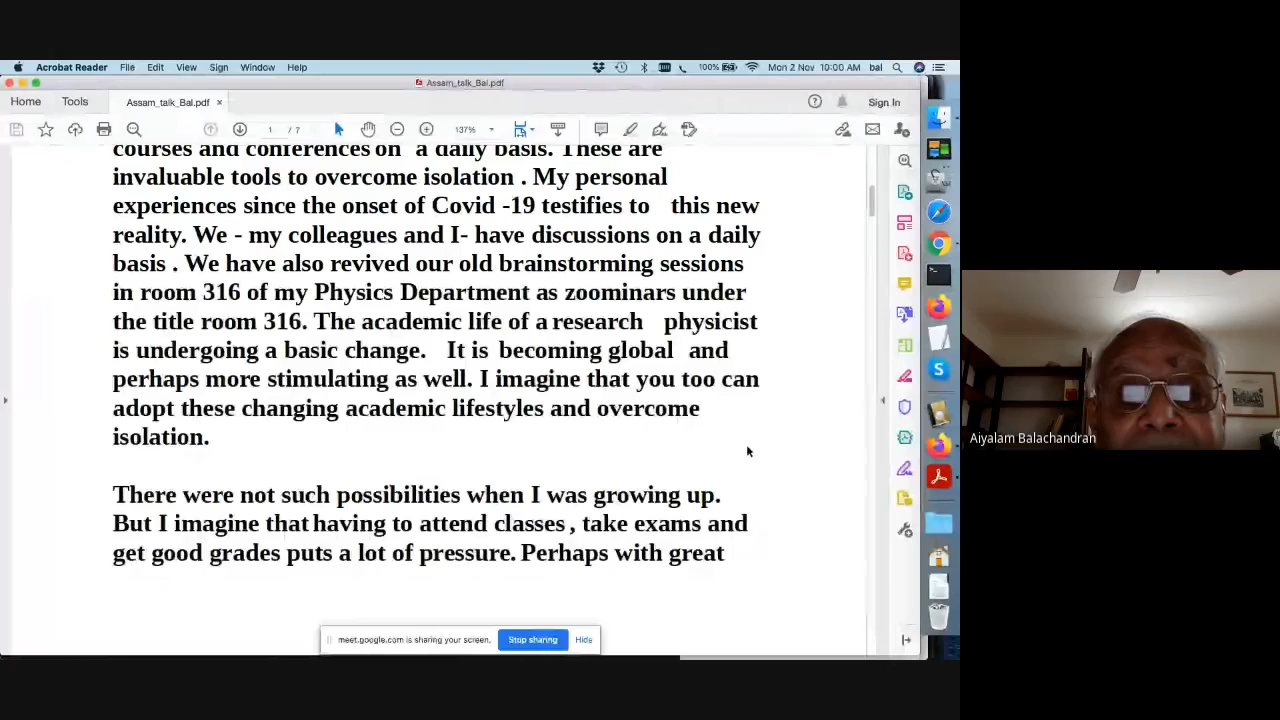 Acrobat Reader File Edit View Sign Window Help 100% Mon 2 Nov 10:00 AM bal
Assam_talk_Bal.pdf
Home Tools Assam_talk_Bal.pdf × Sign In
1 / 7 137%
courses and conferences on a daily basis. These are
invaluable tools to overcome isolation . My personal
experiences since the onset of Covid -19 testifies to this new
reality. We - my colleagues and I- have discussions on a daily
basis . We have also revived our old brainstorming sessions
in room 316 of my Physics Department as zoominars under
the title room 316. The academic life of a research physicist
is undergoing a basic change. It is becoming global and
perhaps more stimulating as well. I imagine that you too can
adopt these changing academic lifestyles and overcome
isolation.
There were not such possibilities when I was growing up.
But I imagine that having to attend classes , take exams and
get good grades puts a lot of pressure. Perhaps with great
meet.google.com is sharing your screen. Stop sharing Hide
Aiyalam Balachandran